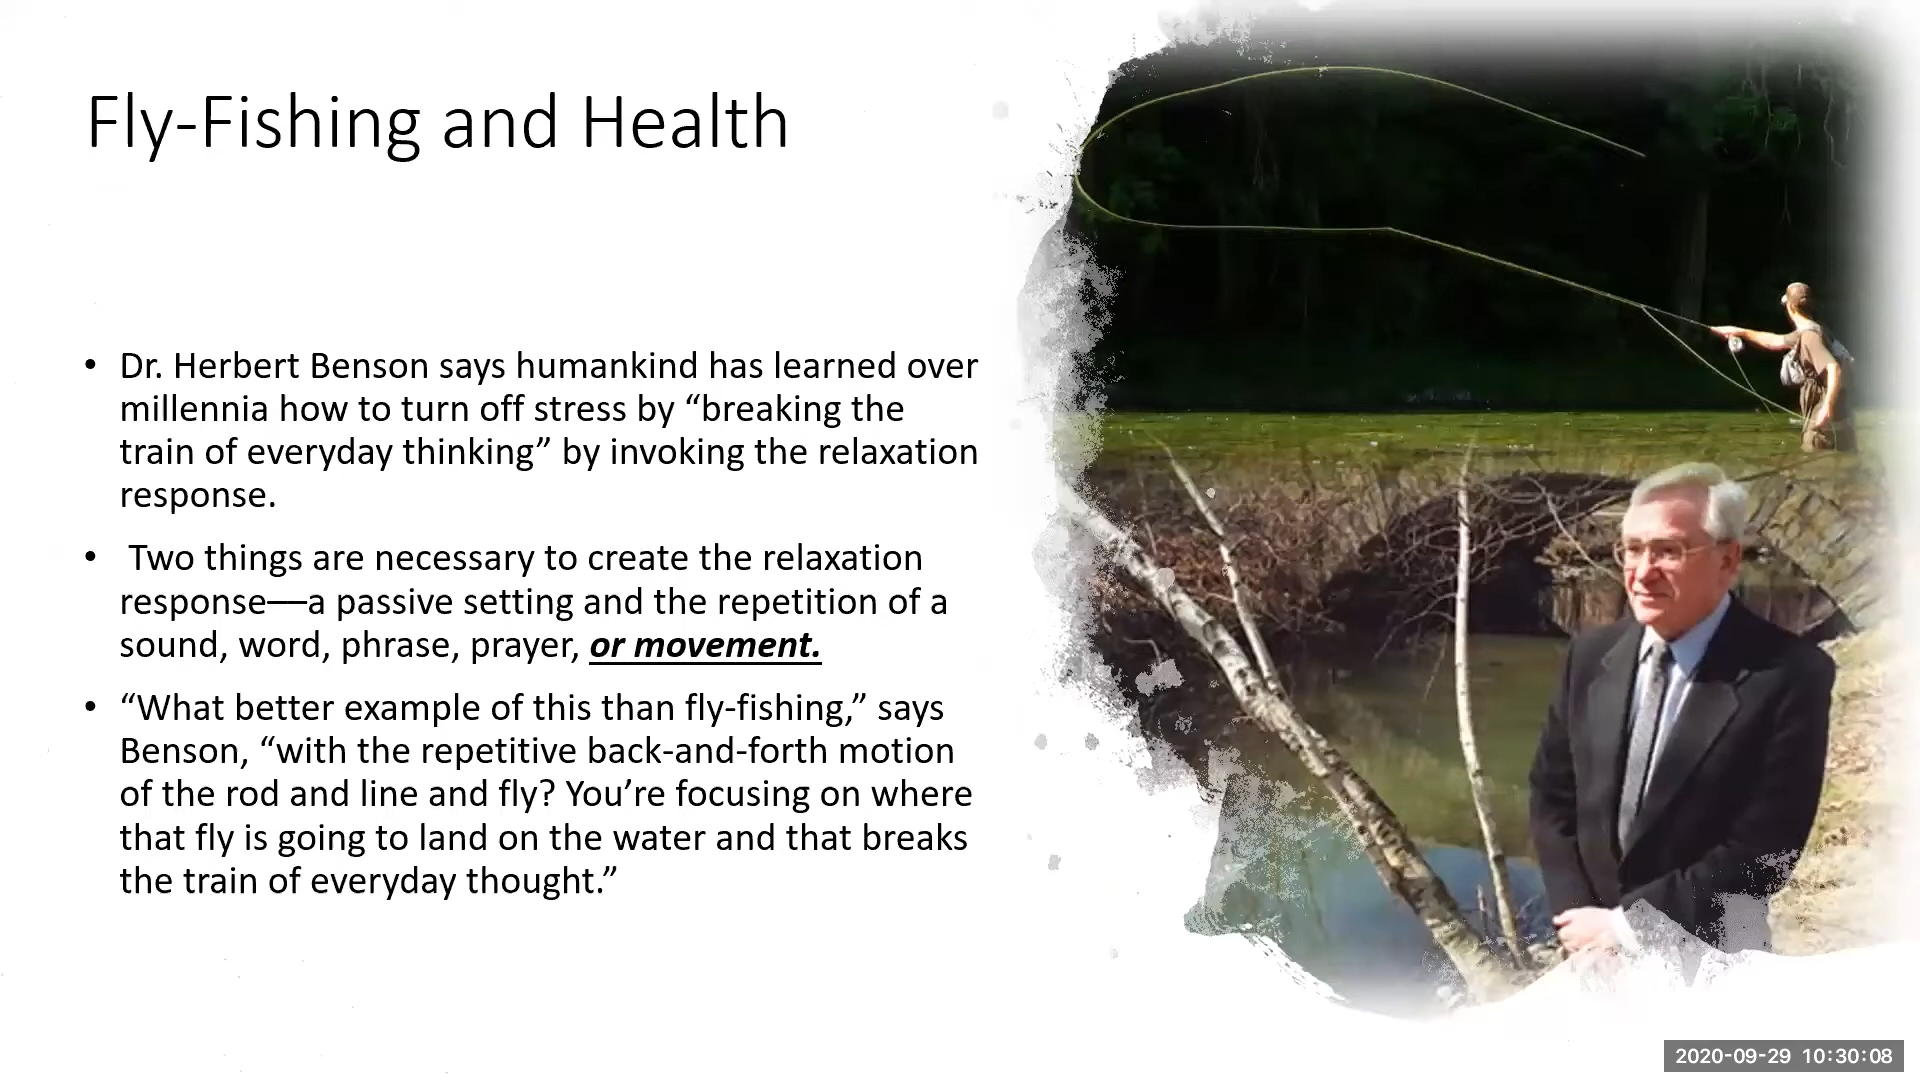 Fly-Fishing and Health
• Dr. Herbert Benson says humankind has learned over
millennia how to turn off stress by “breaking the
train of everyday thinking” by invoking the relaxation
response.
• Two things are necessary to create the relaxation
response—–a passive setting and the repetition of a
sound, word, phrase, prayer, or movement.
• “What better example of this than fly-fishing,” says
Benson, “with the repetitive back-and-forth motion
of the rod and line and fly? You’re focusing on where
that fly is going to land on the water and that breaks
the train of everyday thought.”
2020-09-29 10:30:08